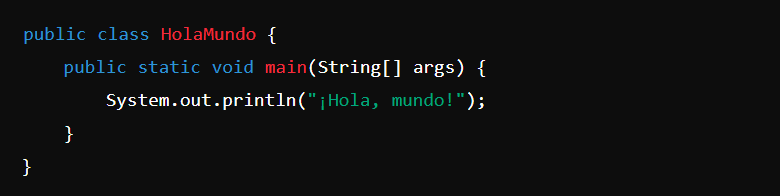 public class HolaMundo {
    public static void main(String[] args) {
        System.out.println("¡Hola, mundo!");
    }
}